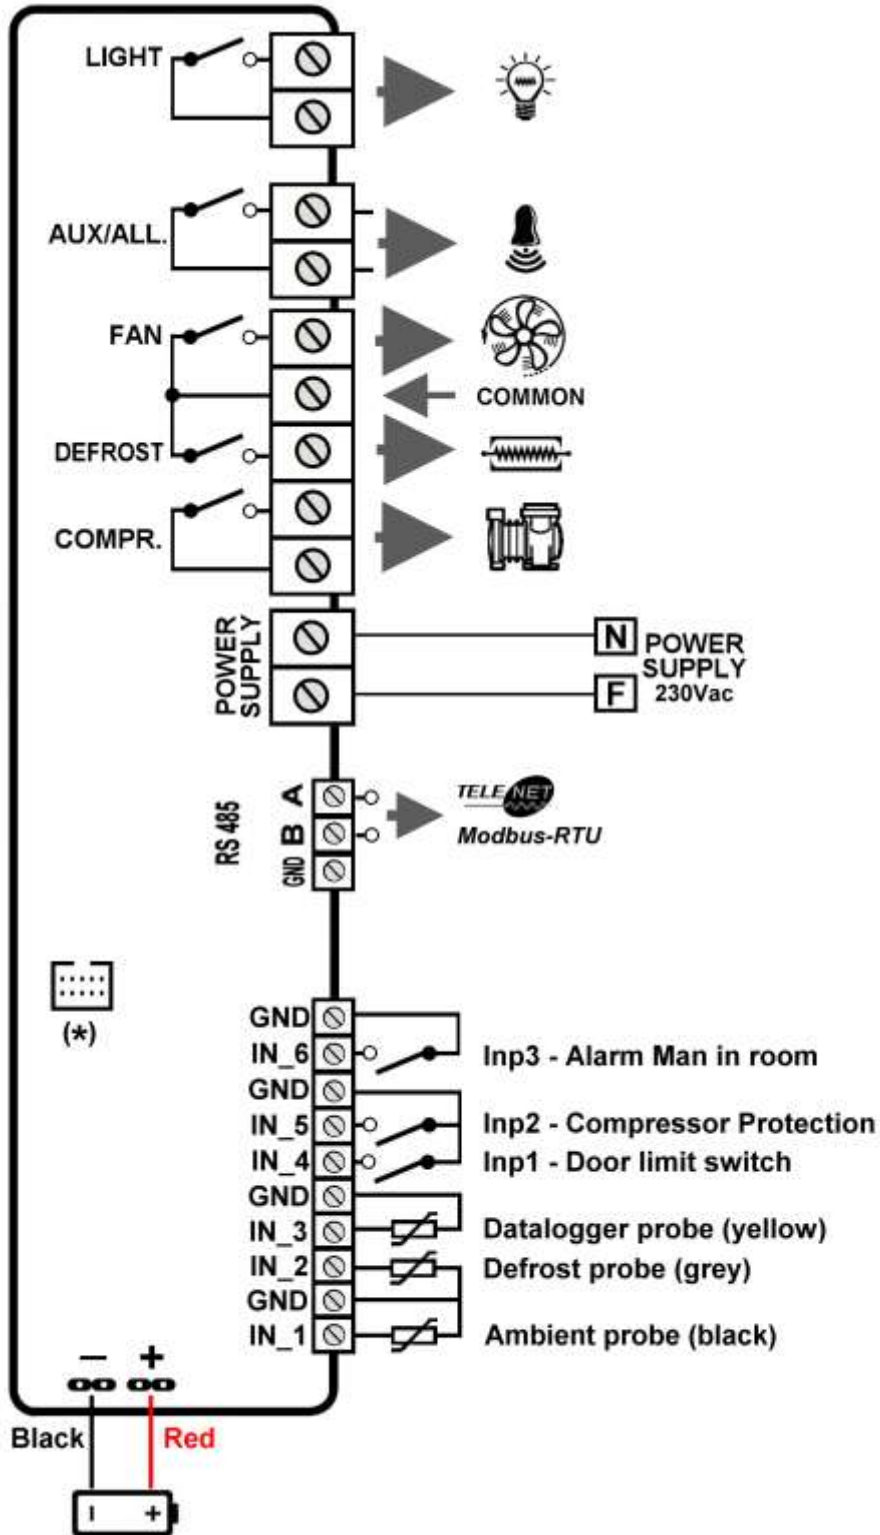 LIGHT
AUX/ALL.
FAN
COMMON
DEFROST
COMPR.
POWER
SUPPLY
N
F
POWER
SUPPLY
230Vac
RS 485
A
B
GND
TELE NET
Modbus-RTU
(*)
GND
IN_6
Inp3 - Alarm Man in room
GND
IN_5
Inp2 - Compressor Protection
IN_4
Inp1 - Door limit switch
GND
IN_3
Datalogger probe (yellow)
IN_2
Defrost probe (grey)
GND
IN_1
Ambient probe (black)
− +
Black
Red
− +